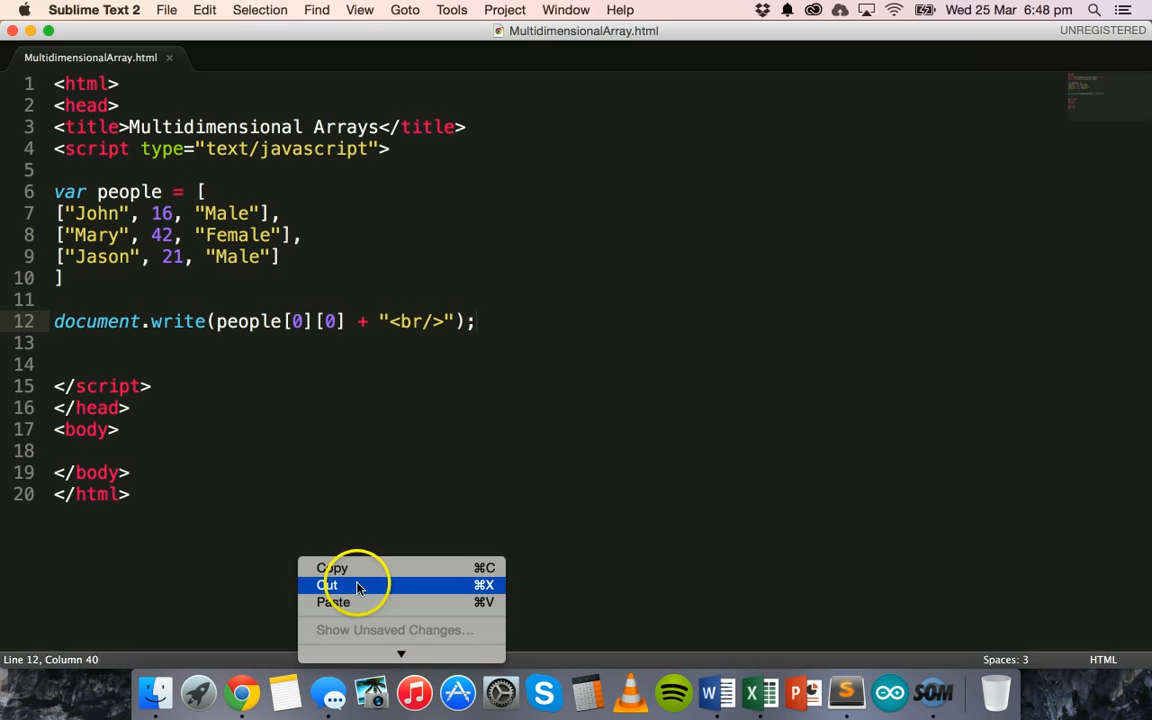 Sublime Text 2 File Edit Selection Find View Goto Tools Project Window Help Wed 25 Mar 6:48 pm
MultidimensionalArray.html UNREGISTERED
MultidimensionalArray.html ×
1 <html>
2 <head>
3 <title>Multidimensional Arrays</title>
4 <script type="text/javascript">
5
6 var people = [
7 ["John", 16, "Male"],
8 ["Mary", 42, "Female"],
9 ["Jason", 21, "Male"]
10 ]
11
12 document.write(people[0][0] + "<br/>");
13
14
15 </script>
16 </head>
17 <body>
18
19 </body>
20 </html>
Copy ⌘C
Cut ⌘X
Paste ⌘V
Show Unsaved Changes...
Line 12, Column 40 Spaces: 3 HTML
W X P S SOM